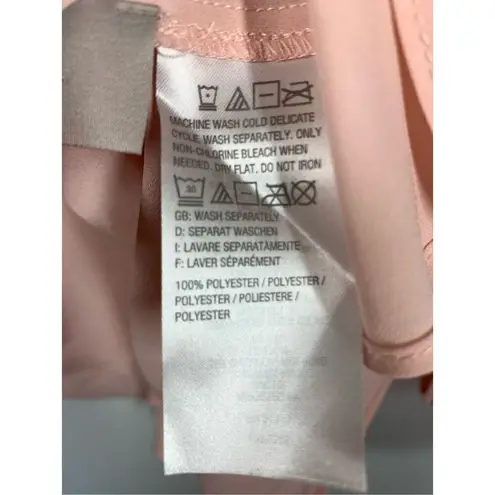 MACHINE WASH COLD DELICATE
CYCLE. WASH SEPARATELY. ONLY
NON-CHLORINE BLEACH WHEN
NEEDED. DRY FLAT. DO NOT IRON
30
GB: WASH SEPARATELY
D: SEPARAT WASCHEN
I: LAVARE SEPARATAMENTE
F: LAVER SÉPARÉMENT
100% POLYESTER / POLYESTER /
POLYESTER / POLIESTERE /
POLYESTER